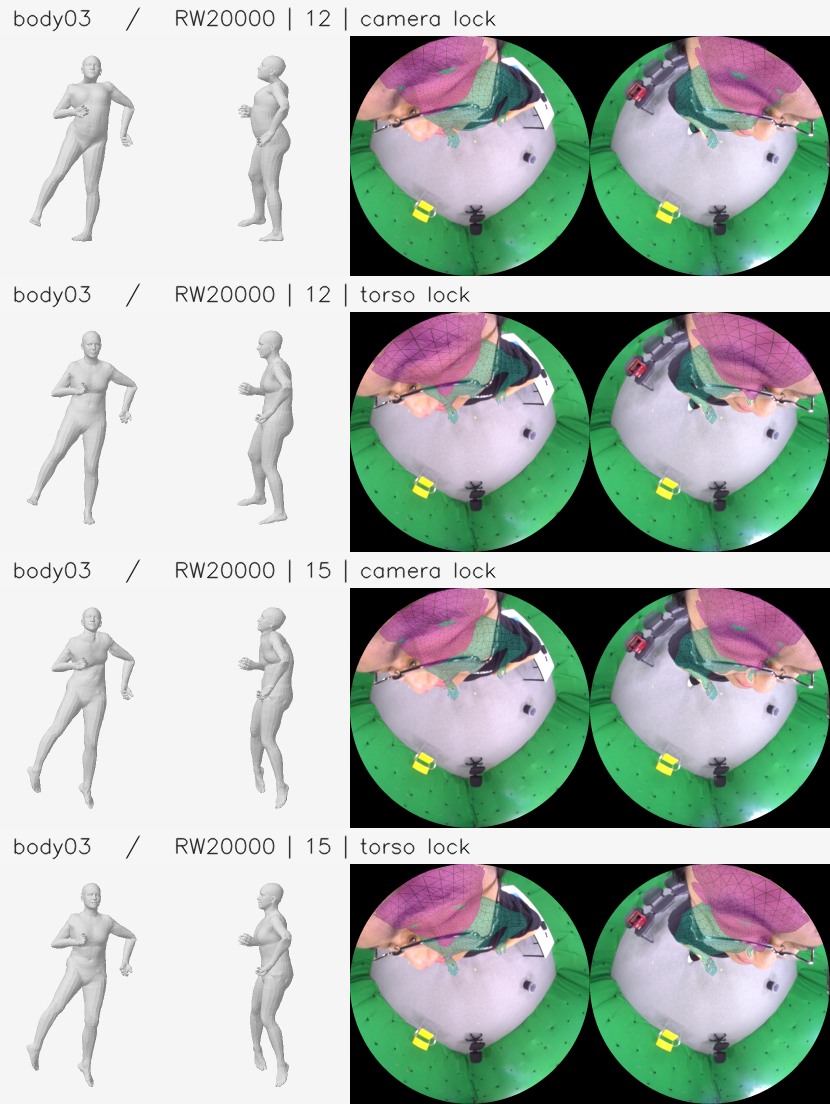 body03 / RW20000 | 12 | camera lock
body03 / RW20000 | 12 | torso lock
body03 / RW20000 | 15 | camera lock
body03 / RW20000 | 15 | torso lock